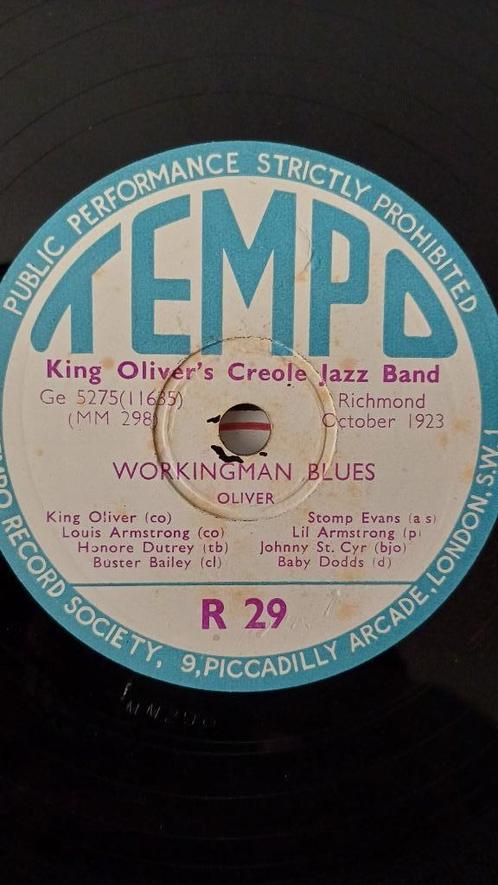 PUBLIC PERFORMANCE STRICTLY PROHIBITED
TEMPO
King Oliver's Creole Jazz Band
Ge 5275(11635) Richmond
(MM 298) October 1923
WORKINGMAN BLUES
OLIVER
King Oliver (co) Stomp Evans (a s)
Louis Armstrong (co) Lil Armstrong (p)
Honore Dutrey (tb) Johnny St. Cyr (bjo)
Buster Bailey (cl) Baby Dodds (d)
R 29
TEMPO RECORD SOCIETY, 9, PICCADILLY ARCADE, LONDON. S.W.1